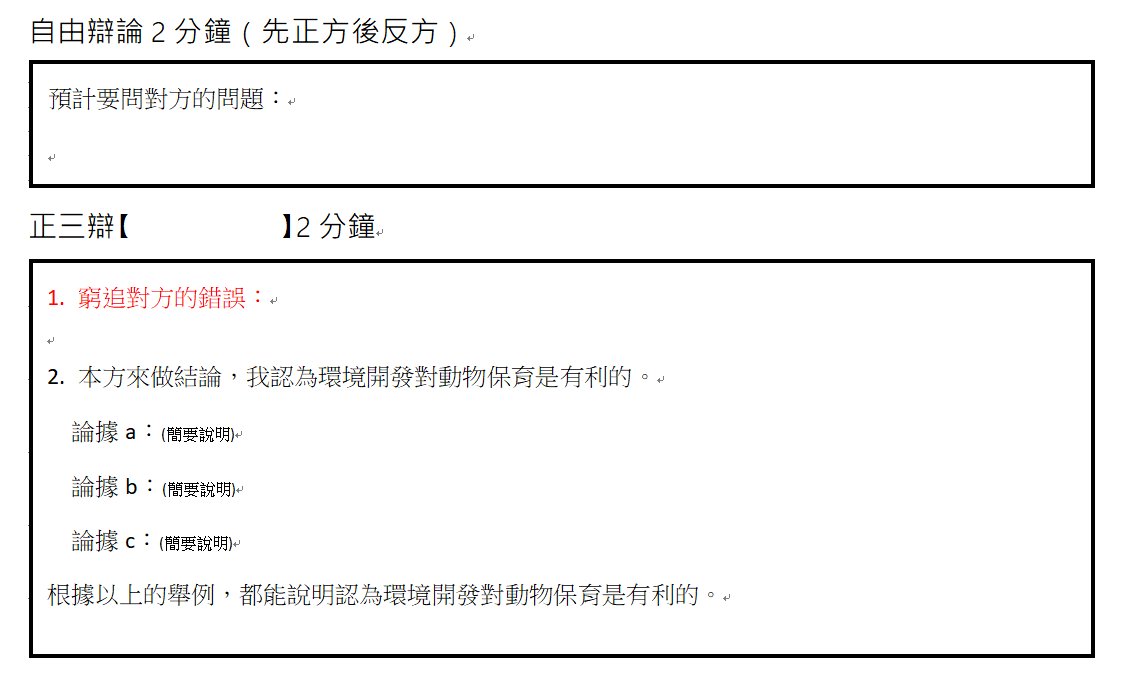 自由辯論 2 分鐘（先正方後反方）
預計要問對方的問題：
正三辯【 】2 分鐘
1. 窮追對方的錯誤：
2. 本方來做結論，我認為環境開發對動物保育是有利的。
論據 a：(簡要說明)
論據 b：(簡要說明)
論據 c：(簡要說明)
根據以上的舉例，都能說明認為環境開發對動物保育是有利的。